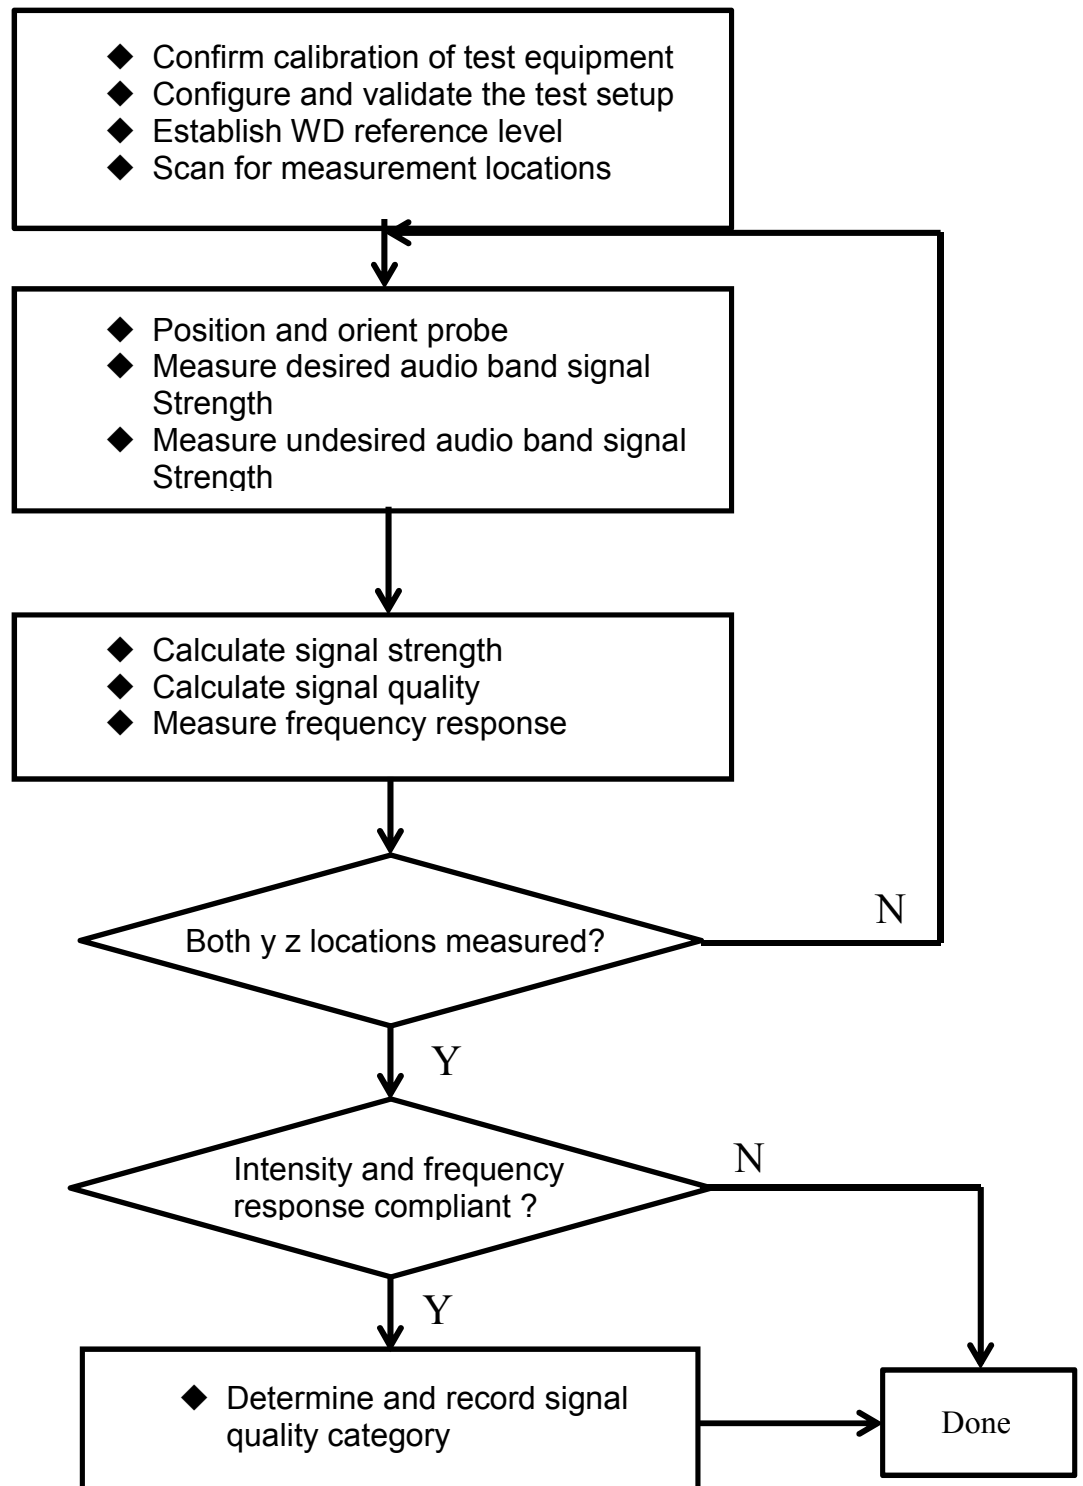 ◆ Confirm calibration of test equipment
◆ Configure and validate the test setup
◆ Establish WD reference level
◆ Scan for measurement locations
◆ Position and orient probe
◆ Measure desired audio band signal
Strength
◆ Measure undesired audio band signal
Strength
◆ Calculate signal strength
◆ Calculate signal quality
◆ Measure frequency response
Both y z locations measured?
N
Y
Intensity and frequency
response compliant ?
N
Y
◆ Determine and record signal
quality category
Done